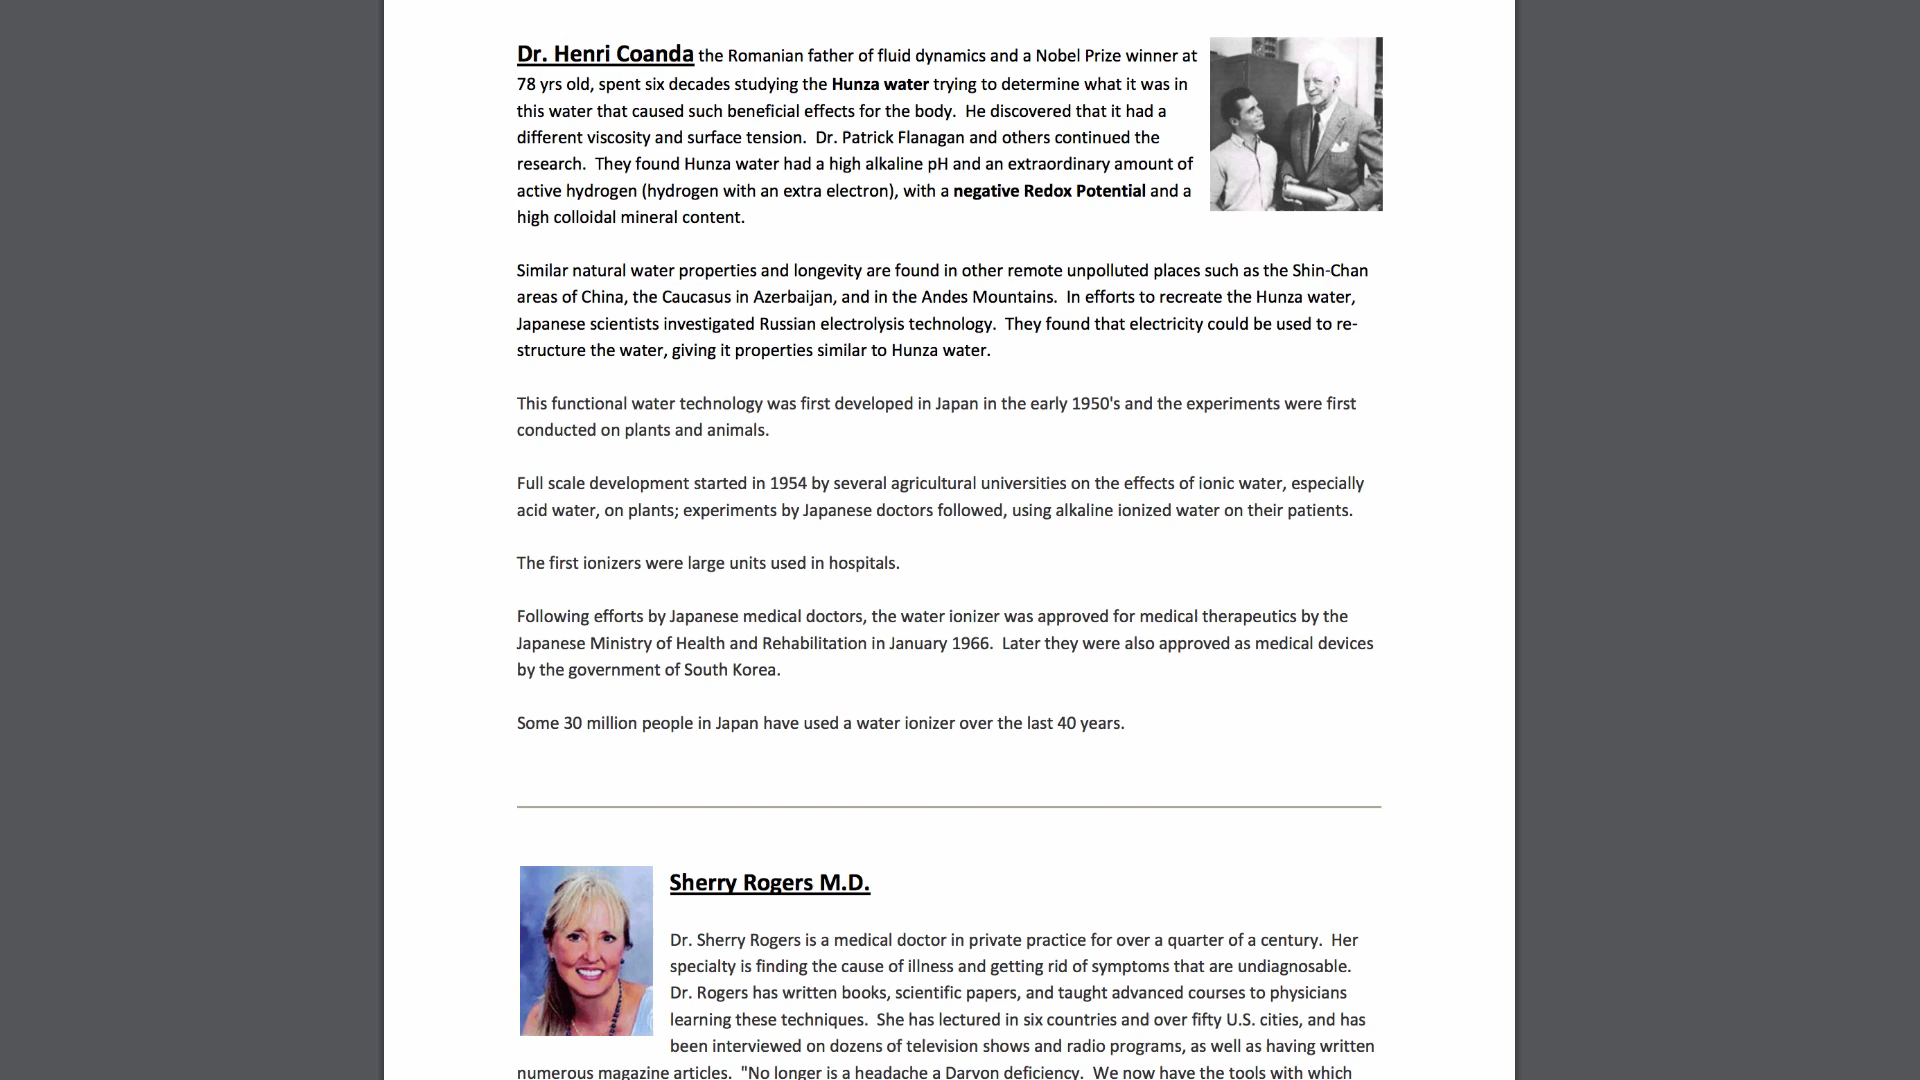 Dr. Henri Coanda the Romanian father of fluid dynamics and a Nobel Prize winner at
78 yrs old, spent six decades studying the Hunza water trying to determine what it was in
this water that caused such beneficial effects for the body.  He discovered that it had a
different viscosity and surface tension.  Dr. Patrick Flanagan and others continued the
research.  They found Hunza water had a high alkaline pH and an extraordinary amount of
active hydrogen (hydrogen with an extra electron), with a negative Redox Potential and a
high colloidal mineral content.
Similar natural water properties and longevity are found in other remote unpolluted places such as the Shin-Chan
areas of China, the Caucasus in Azerbaijan, and in the Andes Mountains.  In efforts to recreate the Hunza water,
Japanese scientists investigated Russian electrolysis technology.  They found that electricity could be used to re-
structure the water, giving it properties similar to Hunza water.
This functional water technology was first developed in Japan in the early 1950's and the experiments were first
conducted on plants and animals.
Full scale development started in 1954 by several agricultural universities on the effects of ionic water, especially
acid water, on plants; experiments by Japanese doctors followed, using alkaline ionized water on their patients.
The first ionizers were large units used in hospitals.
Following efforts by Japanese medical doctors, the water ionizer was approved for medical therapeutics by the
Japanese Ministry of Health and Rehabilitation in January 1966.  Later they were also approved as medical devices
by the government of South Korea.
Some 30 million people in Japan have used a water ionizer over the last 40 years.
Sherry Rogers M.D.
Dr. Sherry Rogers is a medical doctor in private practice for over a quarter of a century.  Her
specialty is finding the cause of illness and getting rid of symptoms that are undiagnosable.
Dr. Rogers has written books, scientific papers, and taught advanced courses to physicians
learning these techniques.  She has lectured in six countries and over fifty U.S. cities, and has
been interviewed on dozens of television shows and radio programs, as well as having written
numerous magazine articles.  "No longer is a headache a Darvon deficiency.  We now have the tools with which